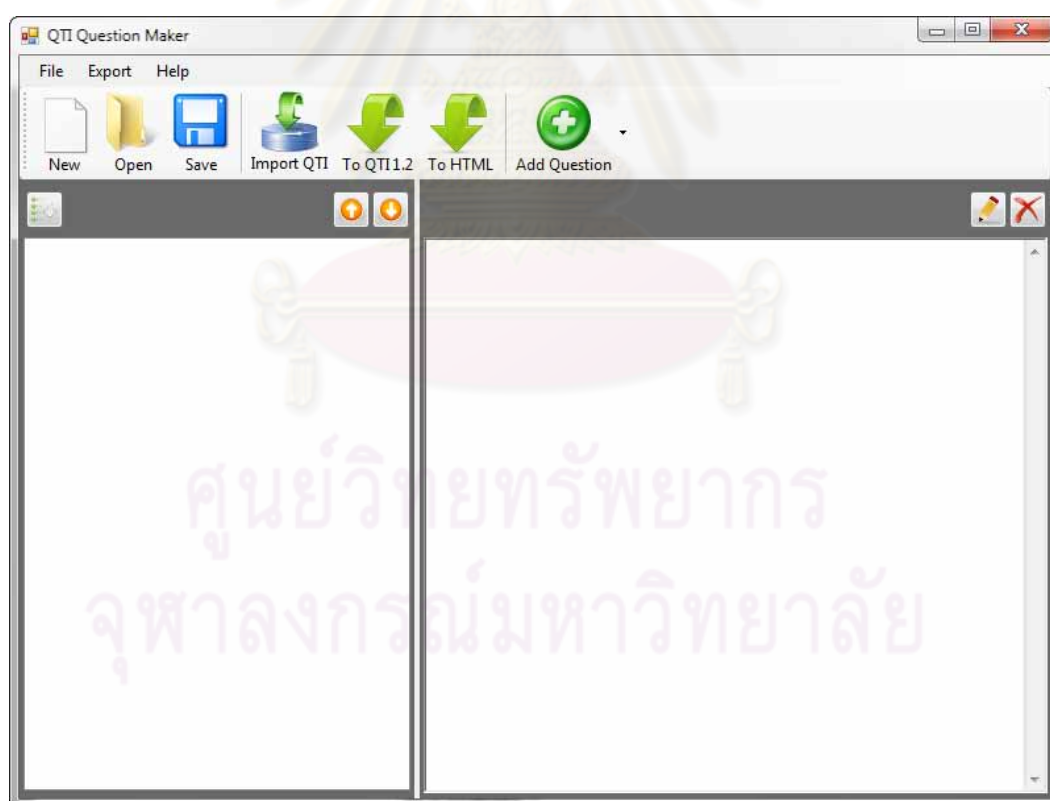 QTI Question Maker
File Export Help
New Open Save Import QTI To QTI1.2 To HTML Add Question
ศูนย์วิทยทรัพยากร
จุฬาลงกรณ์มหาวิทยาลัย